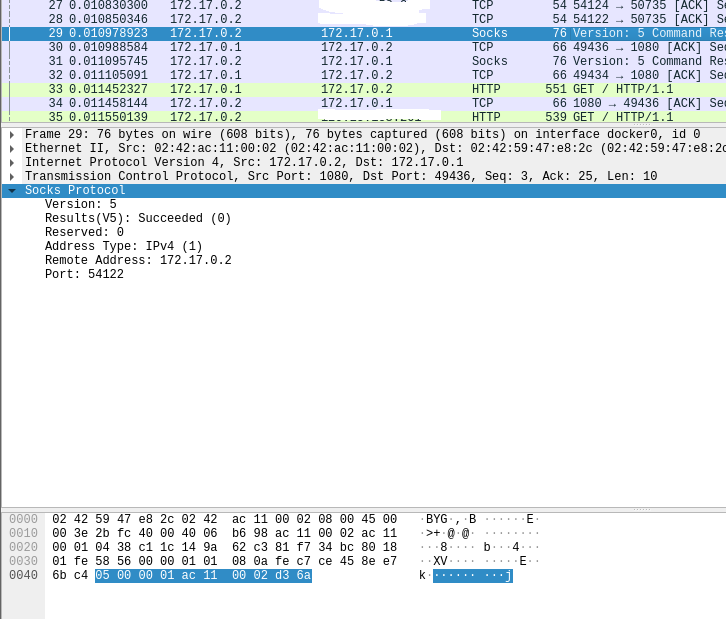 27 0.010830300 172.17.0.2 TCP 54 54124 → 50735 [ACK] Se
28 0.010850346 172.17.0.2 TCP 54 54122 → 50735 [ACK] Se
29 0.010978923 172.17.0.2 172.17.0.1 Socks 76 Version: 5 Command Res
30 0.010988584 172.17.0.1 172.17.0.2 TCP 66 49436 → 1080 [ACK] Seq
31 0.011095745 172.17.0.2 172.17.0.1 Socks 76 Version: 5 Command Res
32 0.011105091 172.17.0.1 172.17.0.2 TCP 66 49434 → 1080 [ACK] Seq
33 0.011452327 172.17.0.1 172.17.0.2 HTTP 551 GET / HTTP/1.1
34 0.011458144 172.17.0.2 172.17.0.1 TCP 66 1080 → 49436 [ACK] Seq
35 0.011550139 172.17.0.2 HTTP 539 GET / HTTP/1.1
Frame 29: 76 bytes on wire (608 bits), 76 bytes captured (608 bits) on interface docker0, id 0
Ethernet II, Src: 02:42:ac:11:00:02 (02:42:ac:11:00:02), Dst: 02:42:59:47:e8:2c (02:42:59:47:e8:2c
Internet Protocol Version 4, Src: 172.17.0.2, Dst: 172.17.0.1
Transmission Control Protocol, Src Port: 1080, Dst Port: 49436, Seq: 3, Ack: 25, Len: 10
Socks Protocol
Version: 5
Results(V5): Succeeded (0)
Reserved: 0
Address Type: IPv4 (1)
Remote Address: 172.17.0.2
Port: 54122
0000 02 42 59 47 e8 2c 02 42 ac 11 00 02 08 00 45 00 ·BYG·,·B ······E·
0010 00 3e 2b fc 40 00 40 06 b6 98 ac 11 00 02 ac 11 ·>+·@·@· ········
0020 00 01 04 38 c1 1c 14 9a 62 c3 81 f7 34 bc 80 18 ···8···· b···4···
0030 01 fe 58 56 00 00 01 01 08 0a fe c7 ce 45 8e e7 ··XV···· ·····E··
0040 6b c4 05 00 00 01 ac 11 00 02 d3 6a k······· ···j